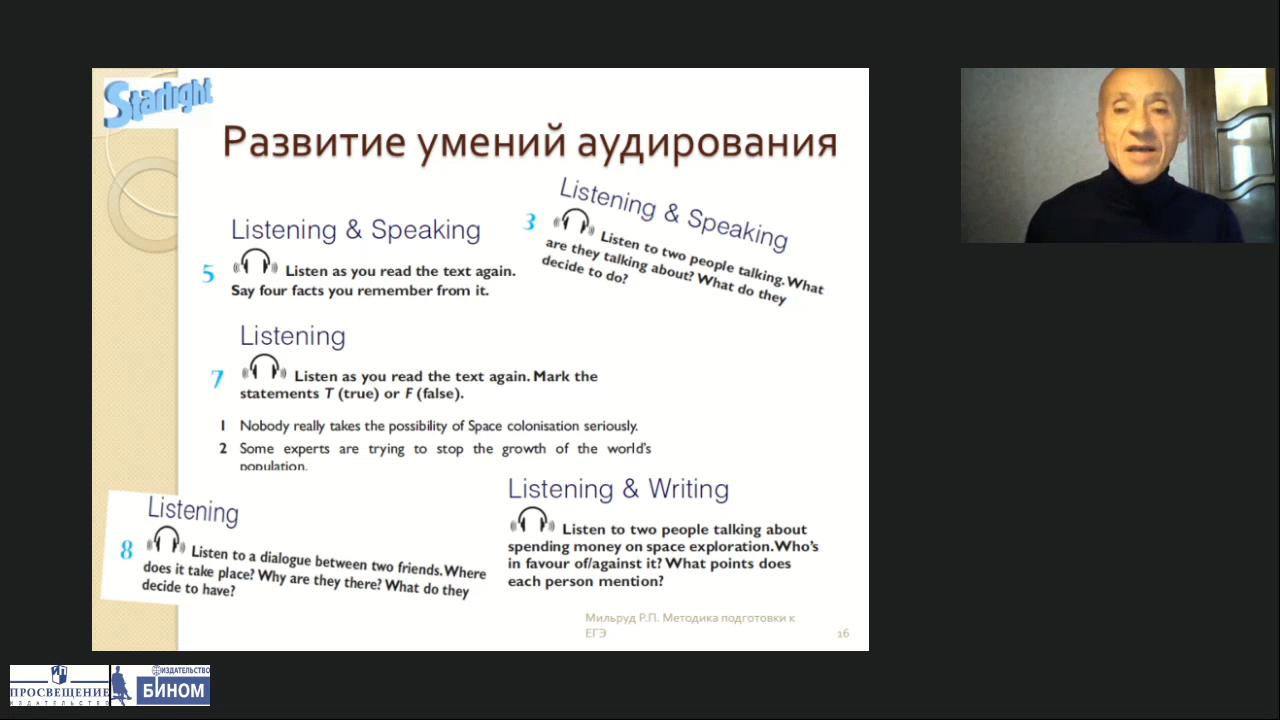 Starlight
Развитие умений аудирования
Listening & Speaking
5 Listen as you read the text again.
Say four facts you remember from it.
Listening & Speaking
3 Listen to two people talking. What
are they talking about? What do they
decide to do?
Listening
7 Listen as you read the text again. Mark the
statements T (true) or F (false).
1 Nobody really takes the possibility of Space colonisation seriously.
2 Some experts are trying to stop the growth of the world's
population.
Listening
8 Listen to a dialogue between two friends. Where
does it take place? Why are they there? What do they
decide to have?
Listening & Writing
Listen to two people talking about
spending money on space exploration. Who's
in favour of/against it? What points does
each person mention?
Мильруд Р.П. Методика подготовки к
ЕГЭ
16
ПРОСВЕЩЕНИЕ
ИЗДАТЕЛЬСТВО
ИЗДАТЕЛЬСТВО
БИНОМ